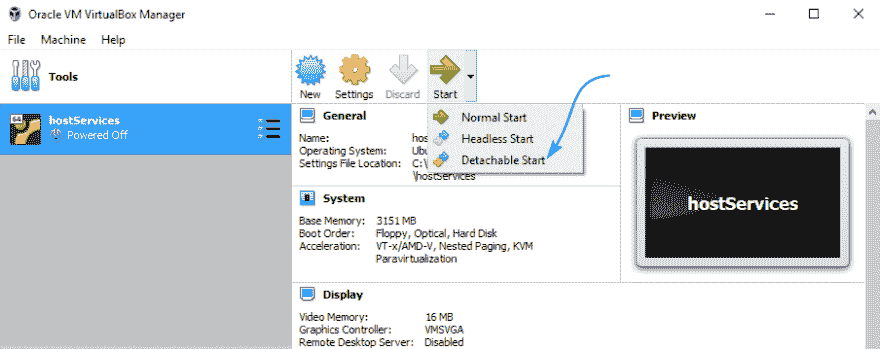 Oracle VM VirtualBox Manager
File Machine Help
Tools
New Settings Discard Start
64
hostServices
Powered Off
Normal Start
Headless Start
Detachable Start
General
Name: hos
Operating System: Ubu
Settings File Location: C:\
\hostServices
System
Base Memory: 3151 MB
Boot Order: Floppy, Optical, Hard Disk
Acceleration: VT-x/AMD-V, Nested Paging, KVM
Paravirtualization
Display
Video Memory: 16 MB
Graphics Controller: VMSVGA
Remote Desktop Server: Disabled
Preview
hostServices